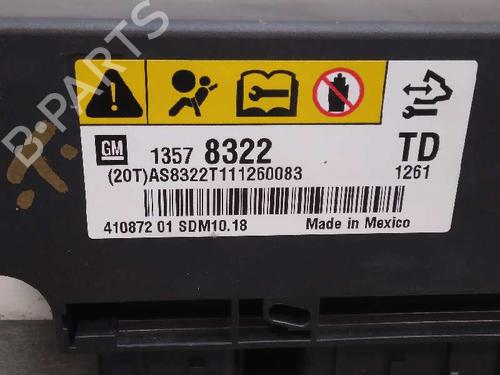 B-PARTS
GM 1357 8322 TD
(20T)AS8322T111260083 1261
410872 01 SDM10.18 Made in Mexico